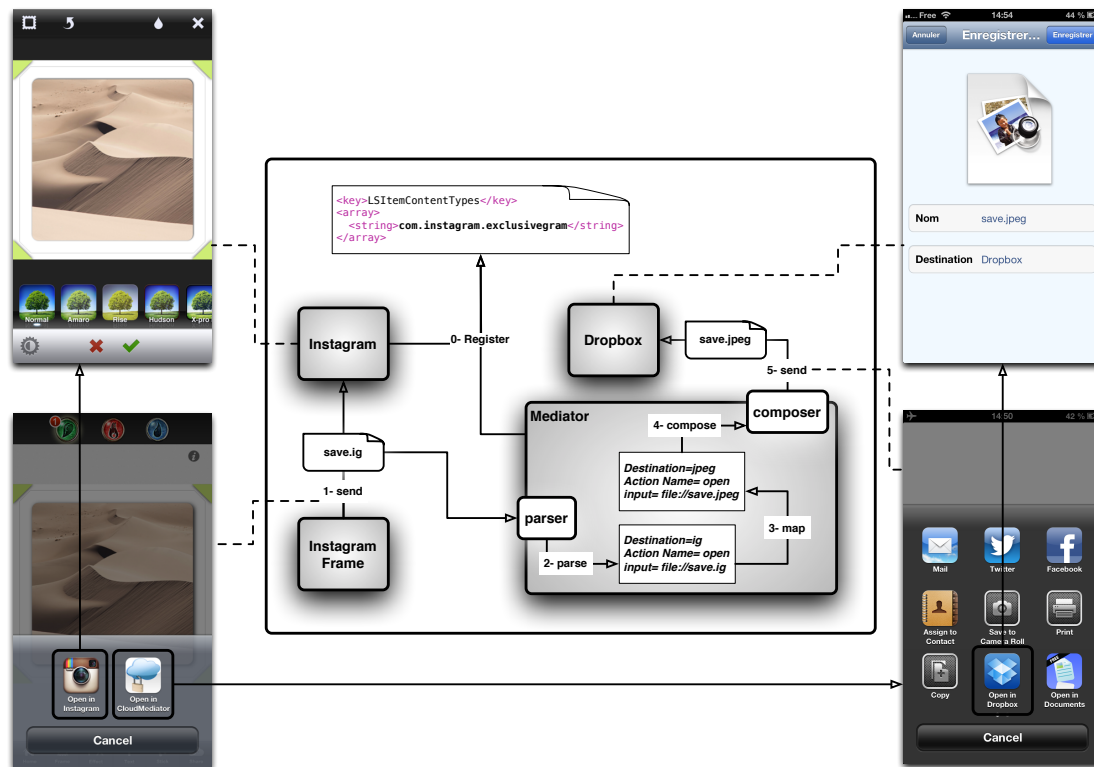 Normal
Amaro
Rise
Hudson
X-pro
1
Open in
Instagram
Open in
CloudMediator
Cancel
<key>LSItemContentTypes</key>
<array>
<string>com.instagram.exclusivegram</string>
</array>
Instagram
0- Register
Dropbox
save.jpeg
5- send
Mediator
composer
4- compose
save.ig
Destination=jpeg
Action Name= open
input= file://save.jpeg
1- send
parser
3- map
Destination=ig
Action Name= open
input= file://save.ig
2- parse
Instagram
Frame
Free 14:54 44 %
Annuler Enregistrer... Enregistrer
Nom save.jpeg
Destination Dropbox
14:50 42 %
Mail
Twitter
Facebook
Assign to
Contact
Save to
Camera Roll
Print
Copy
Open in
Dropbox
Open in
Documents
Cancel